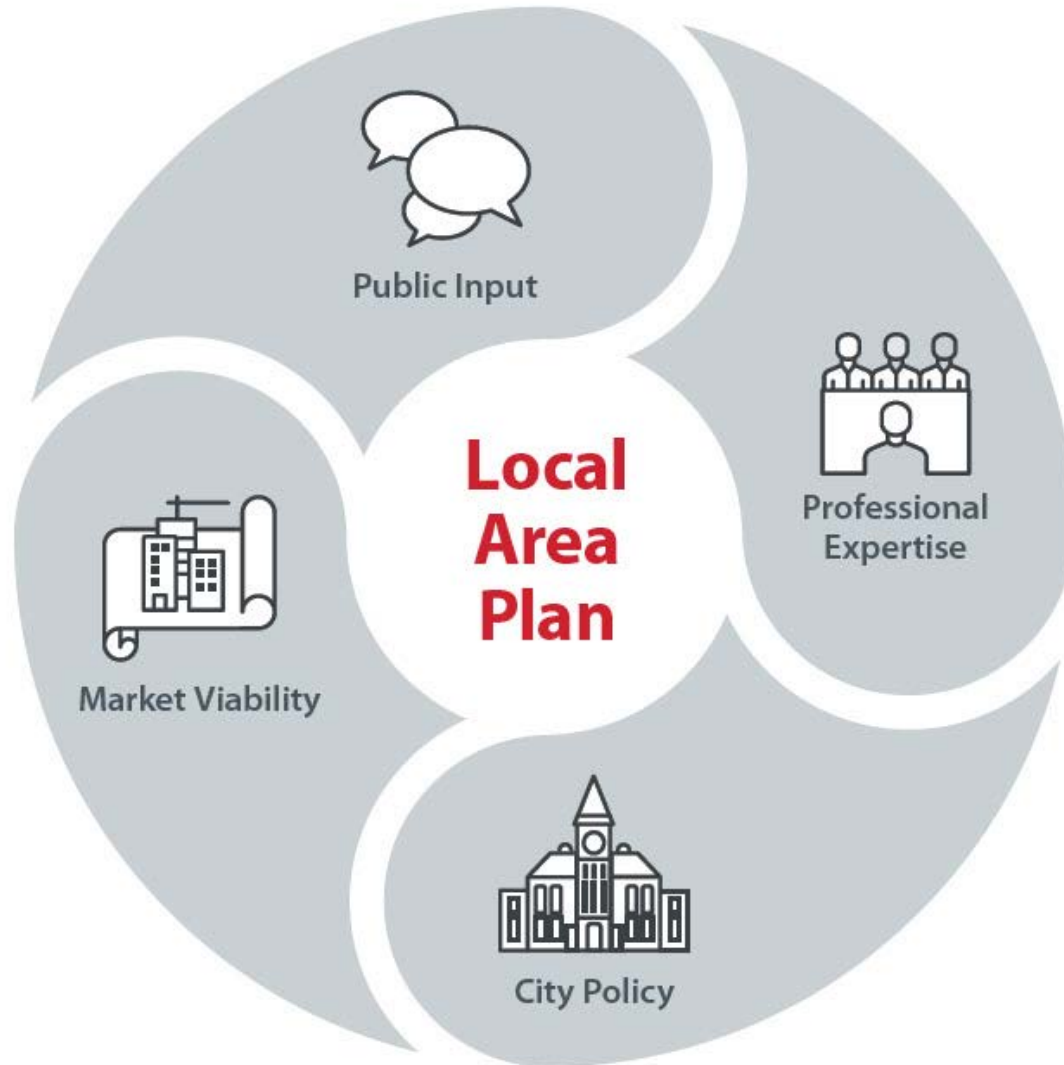 Public Input
Professional
Expertise
Local
Area
Plan
Market Viability
City Policy